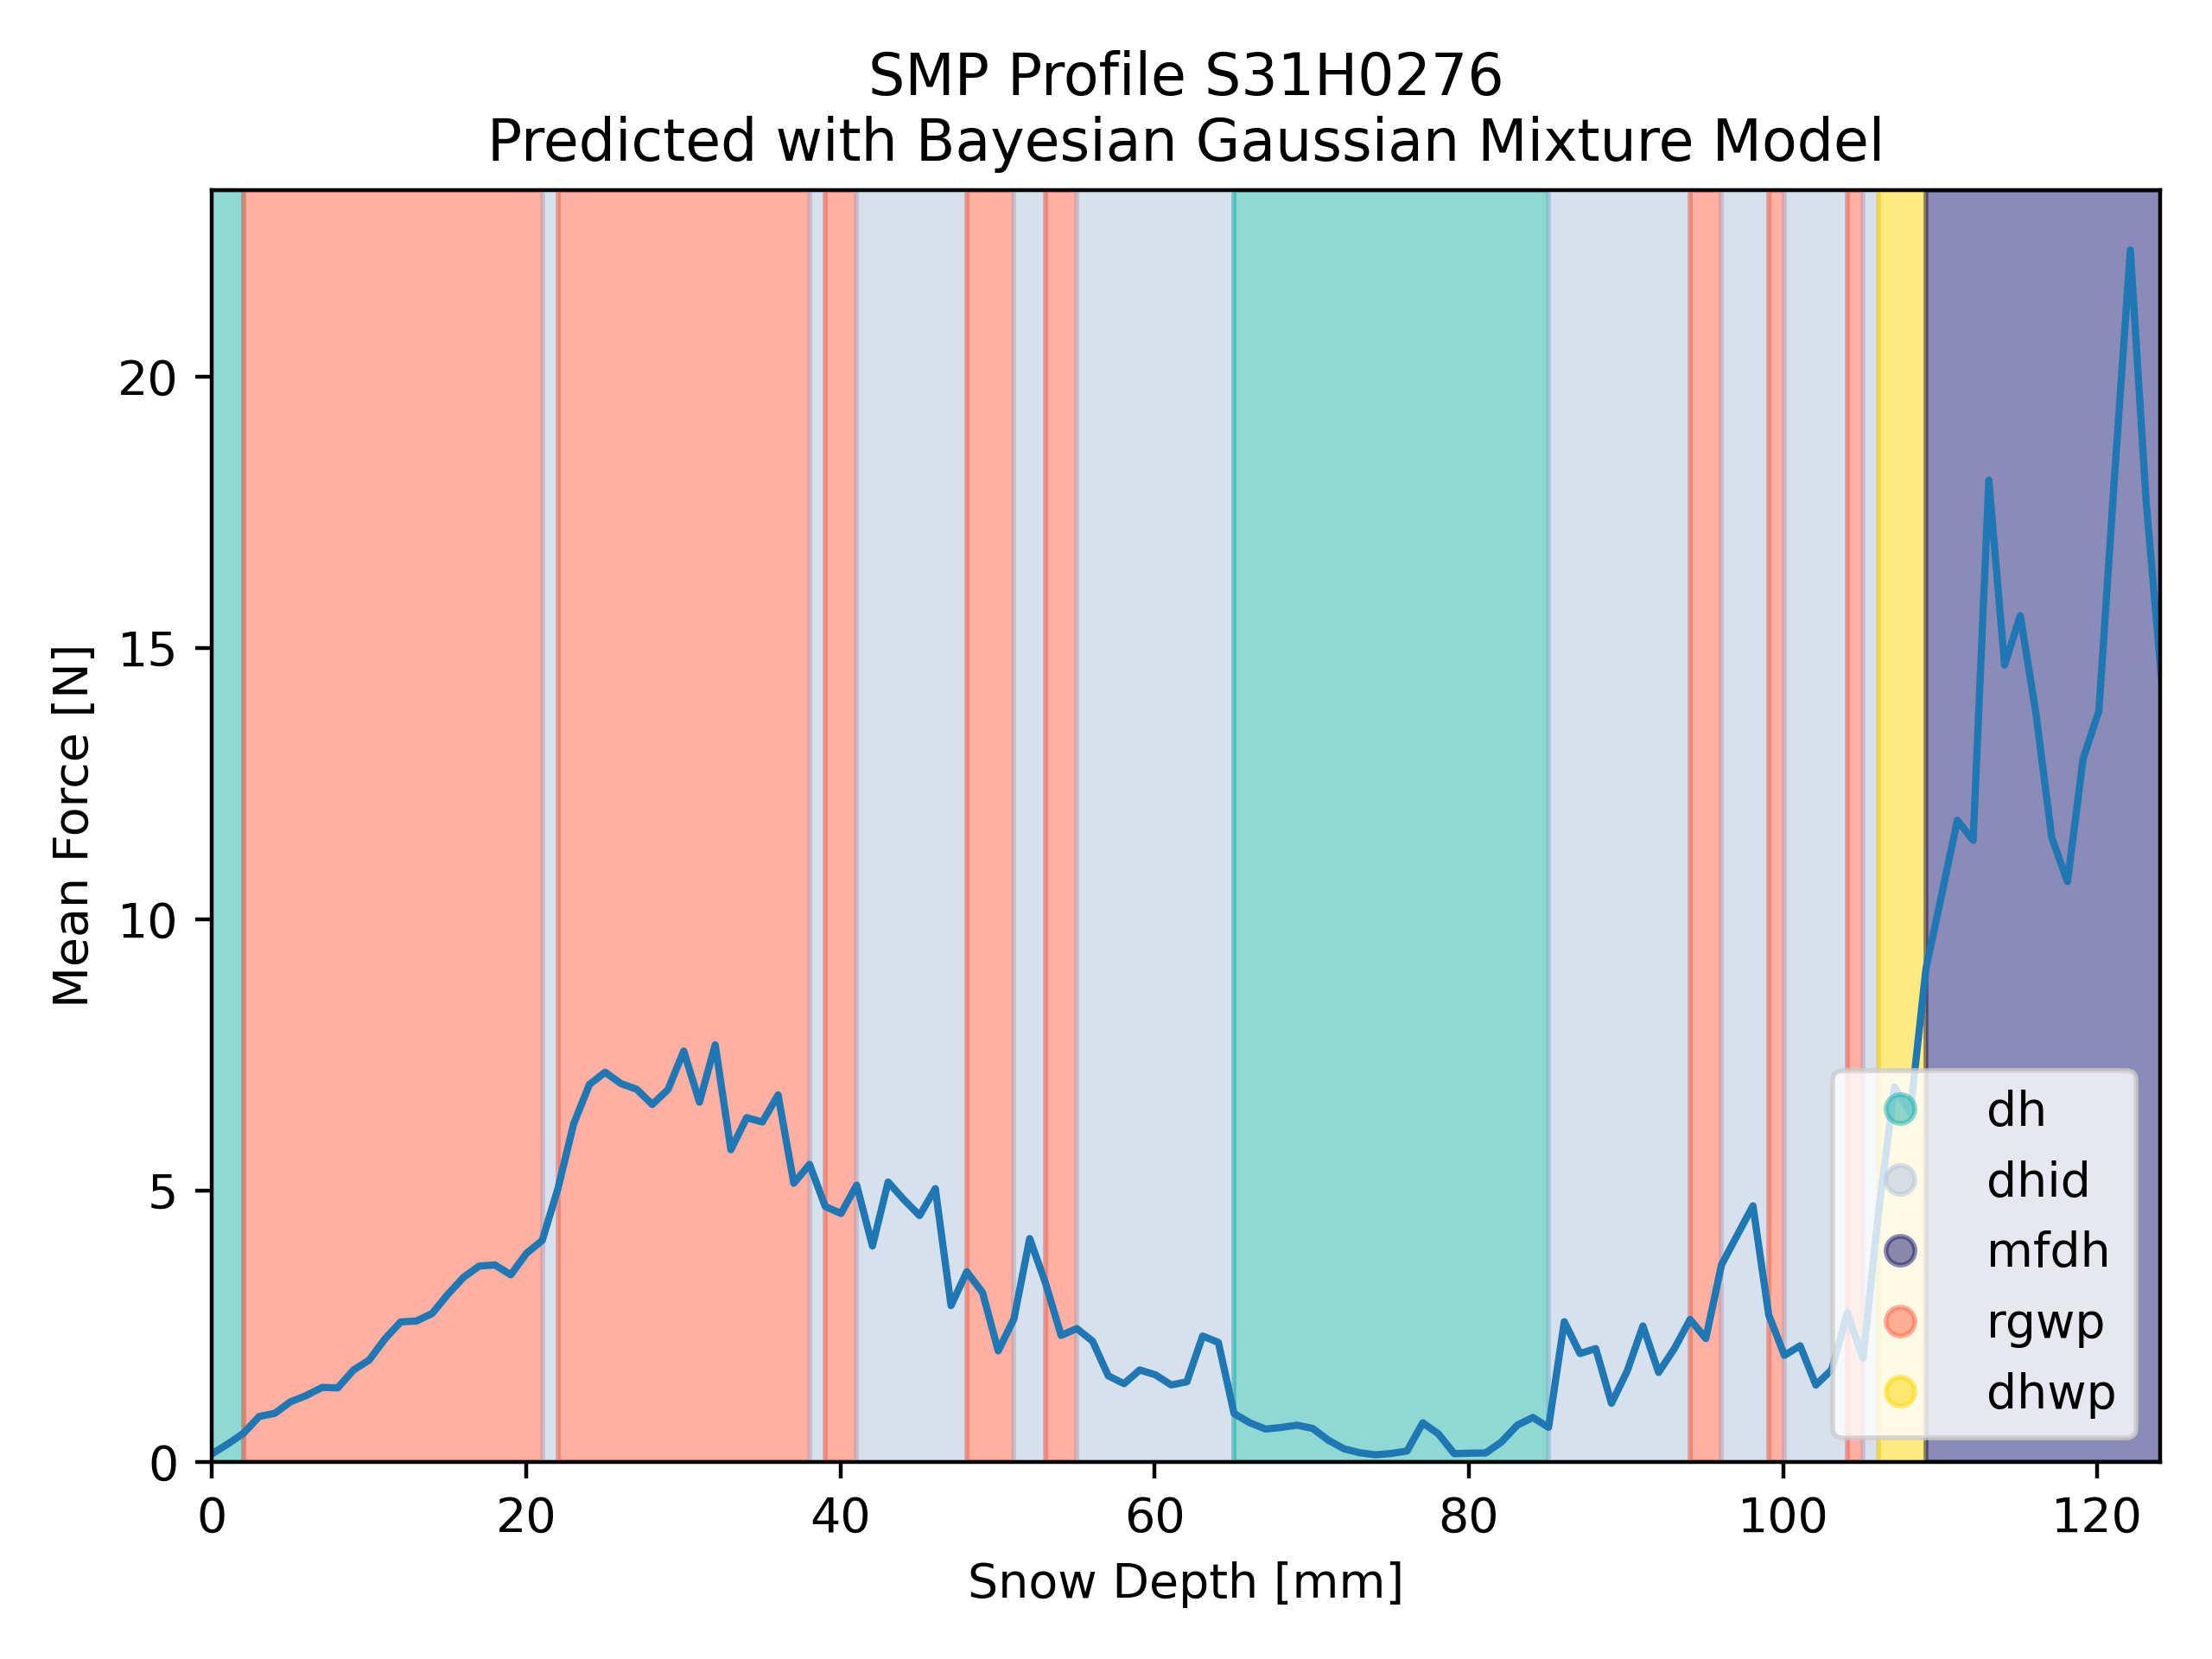 SMP Profile S31H0276
Predicted with Bayesian Gaussian Mixture Model
Mean Force [N]
20
15
10
5
0
dh
dhid
mfdh
rgwp
dhwp
0 20 40 60 80 100 120
Snow Depth [mm]